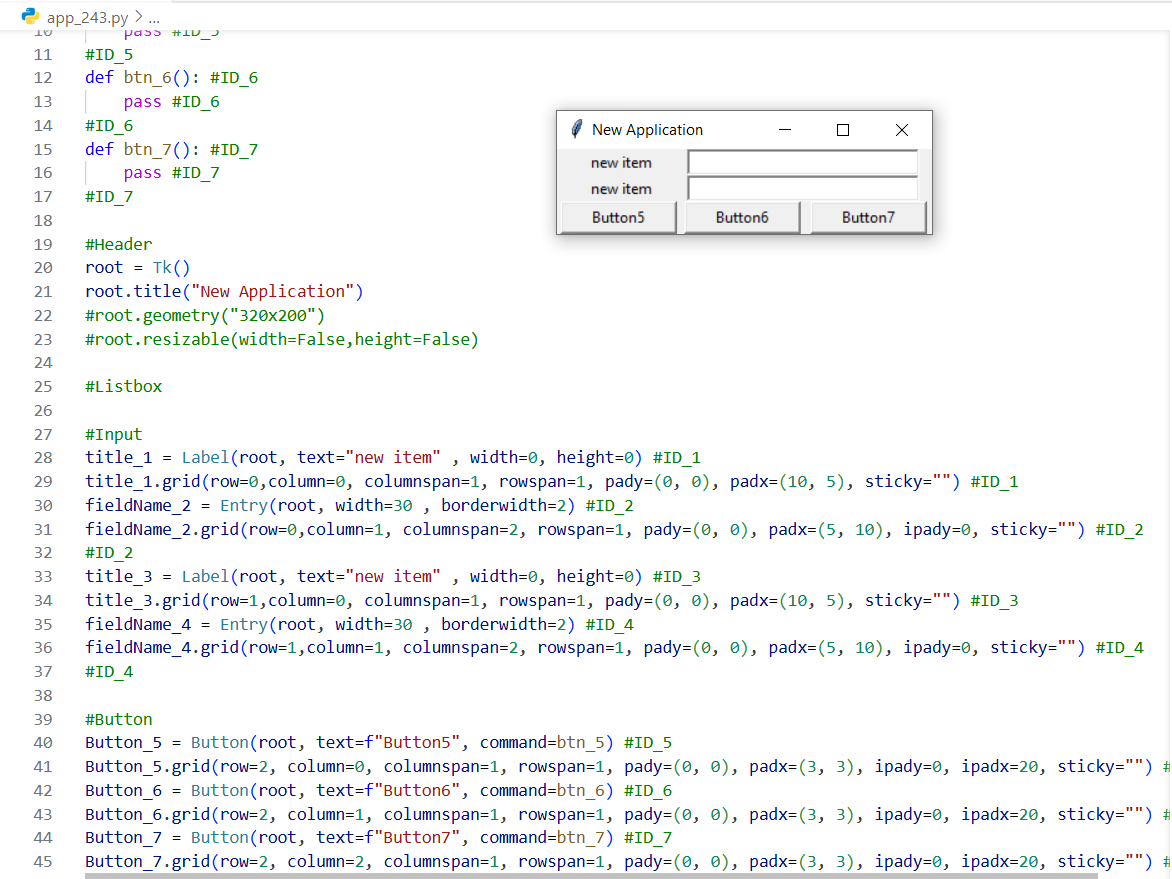 app_243.py > ...
10 pass #ID_5
11 #ID_5
12 def btn_6(): #ID_6
13 pass #ID_6
14 #ID_6
15 def btn_7(): #ID_7
16 pass #ID_7
17 #ID_7
18
19 #Header
20 root = Tk()
21 root.title("New Application")
22 #root.geometry("320x200")
23 #root.resizable(width=False,height=False)
24
25 #Listbox
26
27 #Input
28 title_1 = Label(root, text="new item" , width=0, height=0) #ID_1
29 title_1.grid(row=0,column=0, columnspan=1, rowspan=1, pady=(0, 0), padx=(10, 5), sticky="") #ID_1
30 fieldName_2 = Entry(root, width=30 , borderwidth=2) #ID_2
31 fieldName_2.grid(row=0,column=1, columnspan=2, rowspan=1, pady=(0, 0), padx=(5, 10), ipady=0, sticky="") #ID_2
32 #ID_2
33 title_3 = Label(root, text="new item" , width=0, height=0) #ID_3
34 title_3.grid(row=1,column=0, columnspan=1, rowspan=1, pady=(0, 0), padx=(10, 5), sticky="") #ID_3
35 fieldName_4 = Entry(root, width=30 , borderwidth=2) #ID_4
36 fieldName_4.grid(row=1,column=1, columnspan=2, rowspan=1, pady=(0, 0), padx=(5, 10), ipady=0, sticky="") #ID_4
37 #ID_4
38
39 #Button
40 Button_5 = Button(root, text=f"Button5", command=btn_5) #ID_5
41 Button_5.grid(row=2, column=0, columnspan=1, rowspan=1, pady=(0, 0), padx=(3, 3), ipady=0, ipadx=20, sticky="") #
42 Button_6 = Button(root, text=f"Button6", command=btn_6) #ID_6
43 Button_6.grid(row=2, column=1, columnspan=1, rowspan=1, pady=(0, 0), padx=(3, 3), ipady=0, ipadx=20, sticky="") #
44 Button_7 = Button(root, text=f"Button7", command=btn_7) #ID_7
45 Button_7.grid(row=2, column=2, columnspan=1, rowspan=1, pady=(0, 0), padx=(3, 3), ipady=0, ipadx=20, sticky="") #
New Application
new item
new item
Button5 Button6 Button7